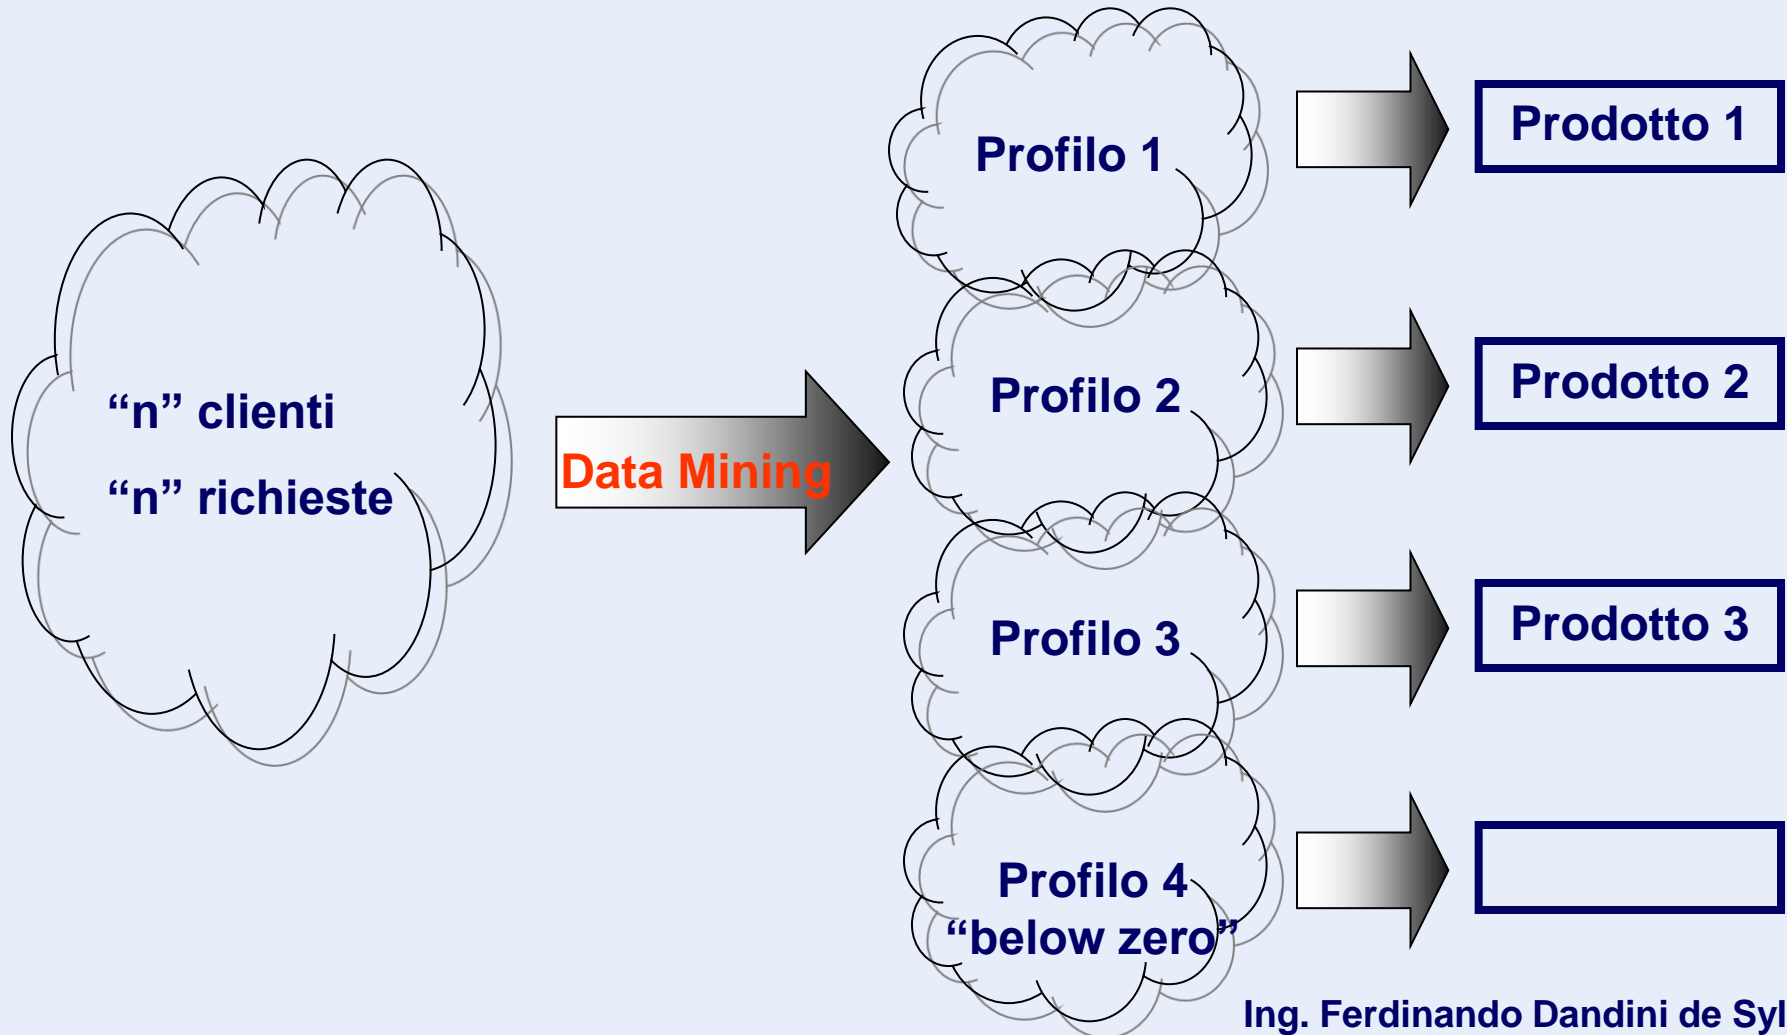 “n” clienti
“n” richieste
Data Mining
Profilo 1
Prodotto 1
Profilo 2
Prodotto 2
Profilo 3
Prodotto 3
Profilo 4
“below zero”
Ing. Ferdinando Dandini de Syl